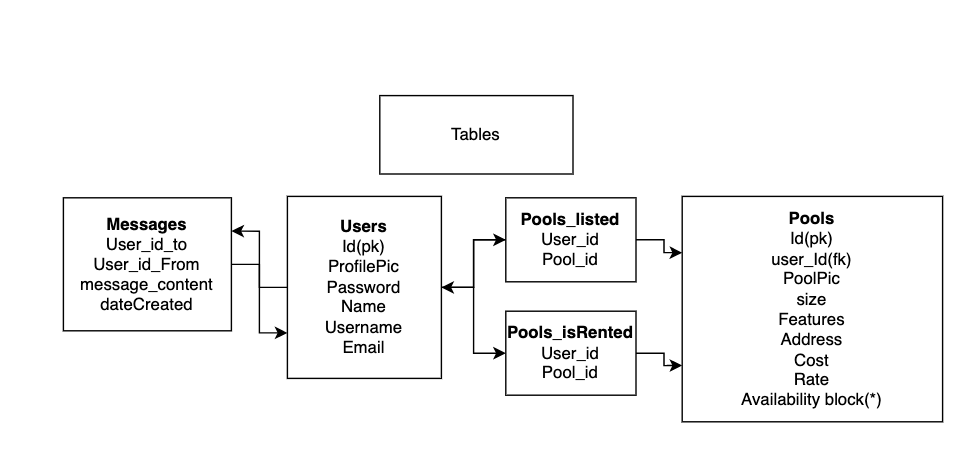 Tables
Messages
User_id_to
User_id_From
message_content
dateCreated
Users
Id(pk)
ProfilePic
Password
Name
Username
Email
Pools_listed
User_id
Pool_id
Pools_isRented
User_id
Pool_id
Pools
Id(pk)
user_Id(fk)
PoolPic
size
Features
Address
Cost
Rate
Availability block(*)